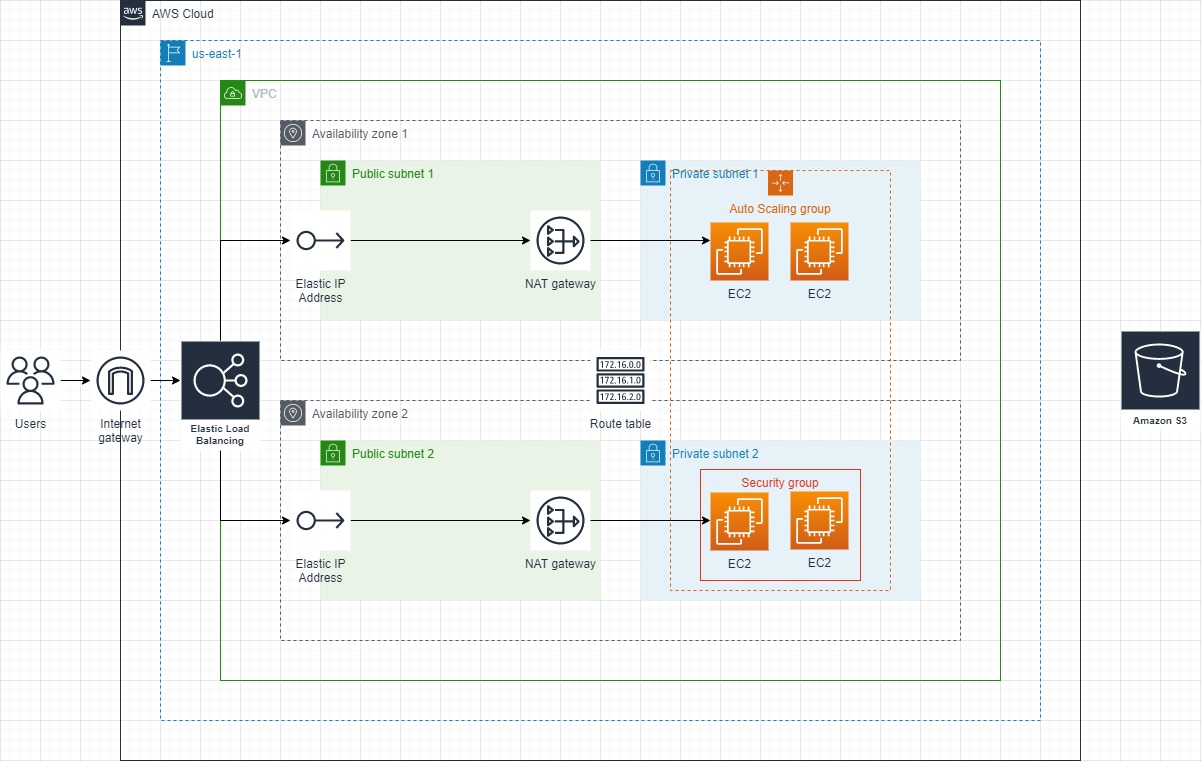 aws
AWS Cloud
us-east-1
VPC
Availability zone 1
Public subnet 1
Private subnet 1
Auto Scaling group
Elastic IP
Address
NAT gateway
EC2
EC2
172.16.0.0
172.16.1.0
172.16.2.0
Route table
Users
Internet
gateway
Elastic Load
Balancing
Amazon S3
Availability zone 2
Public subnet 2
Private subnet 2
Security group
Elastic IP
Address
NAT gateway
EC2
EC2